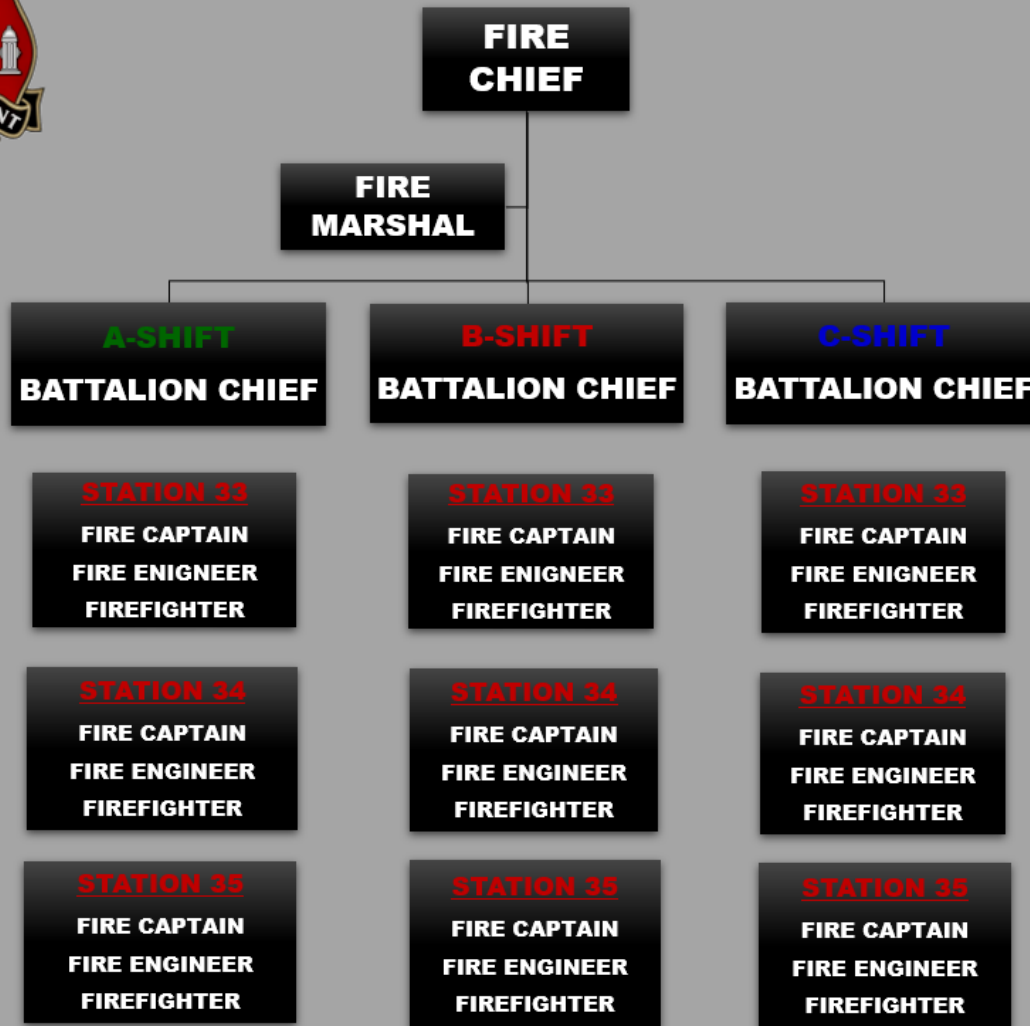 FIRE
CHIEF
NT
FIRE
MARSHAL
A-SHIFT
BATTALION CHIEF
B-SHIFT
BATTALION CHIEF
C-SHIFT
BATTALION CHIEF
STATION 33
FIRE CAPTAIN
FIRE ENIGNEER
FIREFIGHTER
STATION 33
FIRE CAPTAIN
FIRE ENIGNEER
FIREFIGHTER
STATION 33
FIRE CAPTAIN
FIRE ENIGNEER
FIREFIGHTER
STATION 34
FIRE CAPTAIN
FIRE ENGINEER
FIREFIGHTER
STATION 34
FIRE CAPTAIN
FIRE ENGINEER
FIREFIGHTER
STATION 34
FIRE CAPTAIN
FIRE ENGINEER
FIREFIGHTER
STATION 35
FIRE CAPTAIN
FIRE ENGINEER
FIREFIGHTER
STATION 35
FIRE CAPTAIN
FIRE ENGINEER
FIREFIGHTER
STATION 35
FIRE CAPTAIN
FIRE ENGINEER
FIREFIGHTER